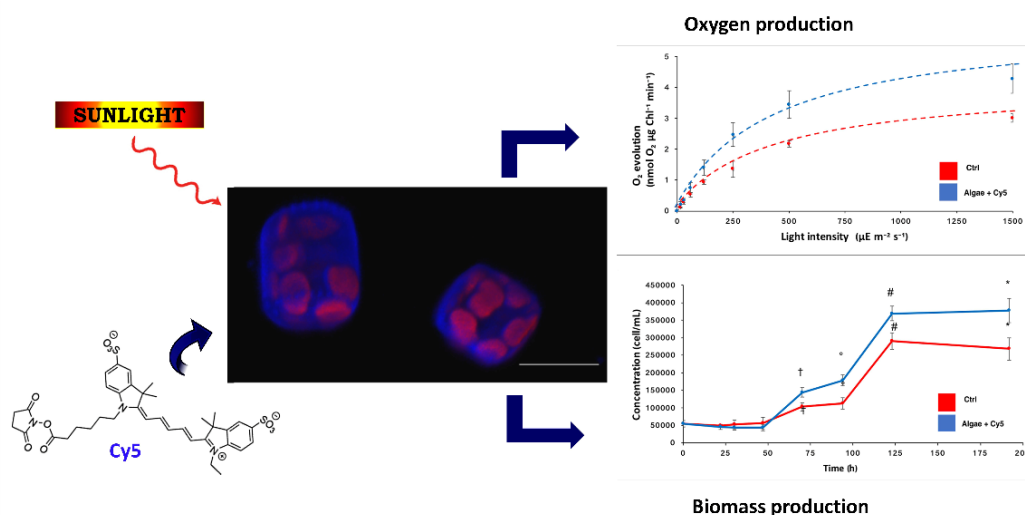 Oxygen production
SUNLIGHT
5
4
3
2
1
0
O₂ evolution
(nmol O₂ µg Chl⁻¹ min⁻¹)
Ctrl
Algae + Cy5
0
250
500
750
1000
1250
1500
Light intensity (µE m⁻² s⁻¹)
450000
400000
350000
300000
250000
200000
150000
100000
50000
0
Concentration (cell/mL)
†
‡
°
*
#
#
*
*
Ctrl
Algae + Cy5
0
25
50
75
100
125
150
175
200
Time (h)
Biomass production
⊖O
SO₃
N
O
O
N-O
O
N
⊕
SO₃
Cy5